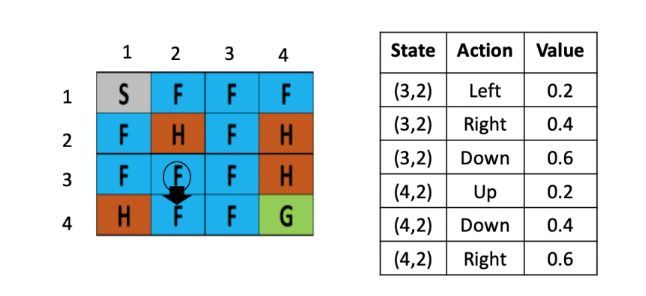 1 2 3 4
1 S F F F
2 F H F H
3 F F F H
4 H F F G
State Action Value
(3,2) Left 0.2
(3,2) Right 0.4
(3,2) Down 0.6
(4,2) Up 0.2
(4,2) Down 0.4
(4,2) Right 0.6